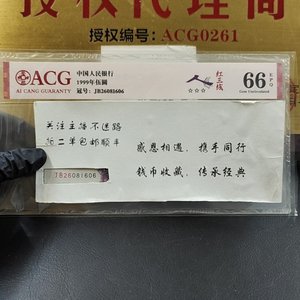 授权代理商
授权编号：ACG0261
ACG
AI CANG GUARANTY
中国人民银行
1999年伍圆
冠号：JB26081606
红三线
☆☆☆
66 EPQ
Gem Uncirculated
关注主播不迷路
拍二单包邮顺丰
感恩相遇，携手同行
钱币收藏，传承经典
JB26081606